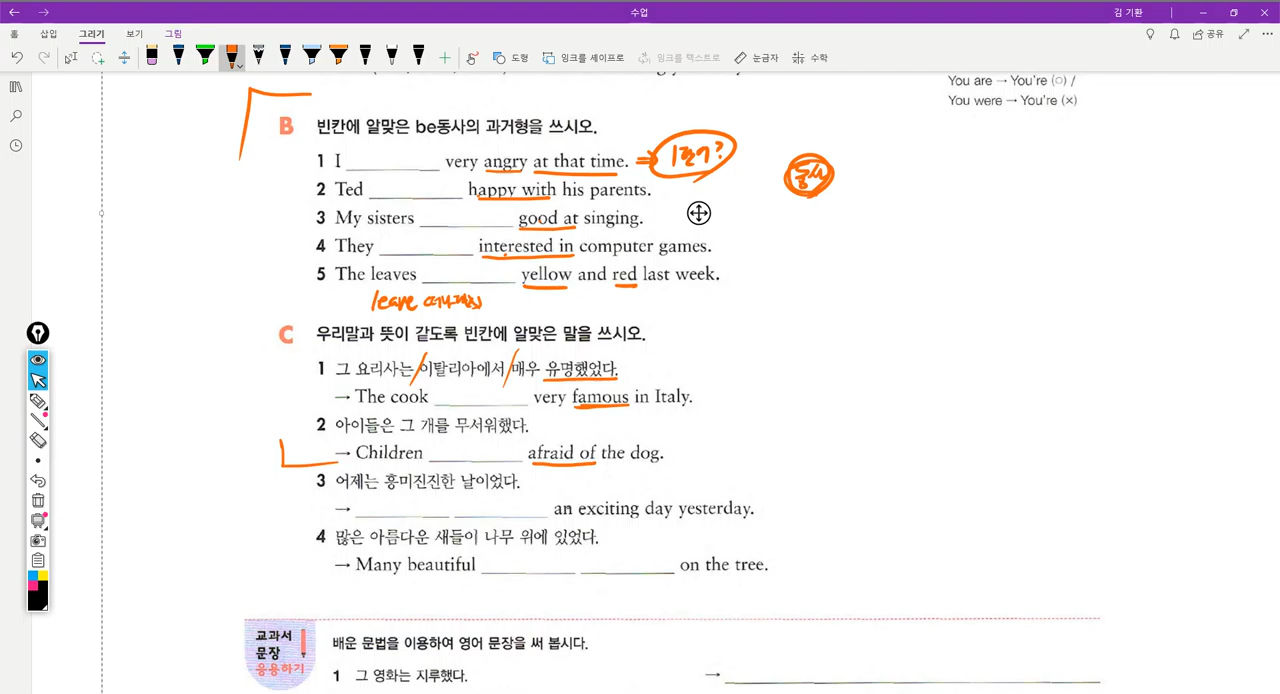 수업
김 기환
홈 삽입 그리기 보기 그림
공유
도형 잉크를 셰이프로 잉크를 텍스트로 눈금자 수학
You are → You're (○) /
You were → You're (×)
B 빈칸에 알맞은 be동사의 과거형을 쓰시오.
1 I __________ very angry at that time.
2 Ted __________ happy with his parents.
3 My sisters __________ good at singing.
4 They __________ interested in computer games.
5 The leaves __________ yellow and red last week.
leave
C 우리말과 뜻이 같도록 빈칸에 알맞은 말을 쓰시오.
1 그 요리사는 이탈리아에서 매우 유명했었다.
→ The cook __________ very famous in Italy.
2 아이들은 그 개를 무서워했다.
→ Children __________ afraid of the dog.
3 어제는 흥미진진한 날이었다.
→ __________ __________ an exciting day yesterday.
4 많은 아름다운 새들이 나무 위에 있었다.
→ Many beautiful __________ __________ on the tree.
교과서
문장
응용하기
배운 문법을 이용하여 영어 문장을 써 봅시다.
1 그 영화는 지루했다. →